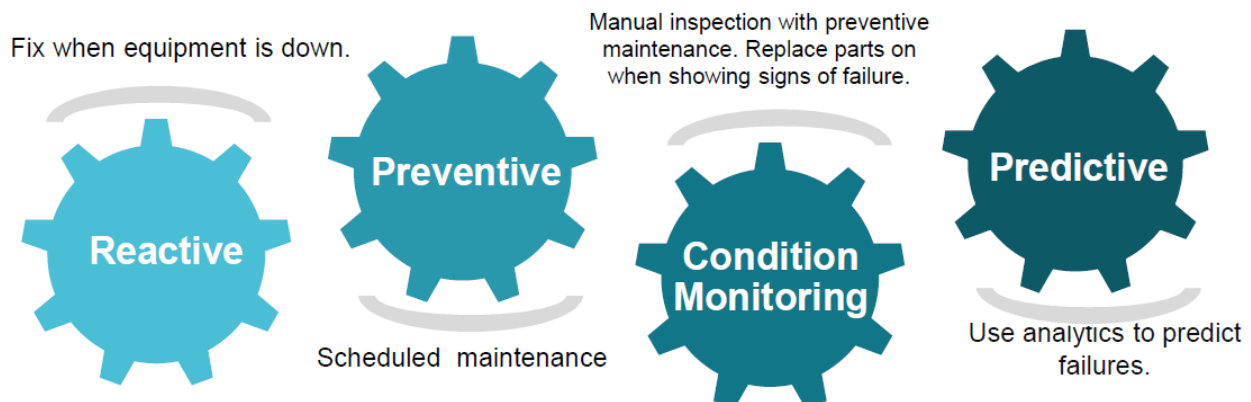 Fix when equipment is down.
Reactive
Preventive
Scheduled maintenance
Manual inspection with preventive
maintenance. Replace parts on
when showing signs of failure.
Condition
Monitoring
Predictive
Use analytics to predict
failures.